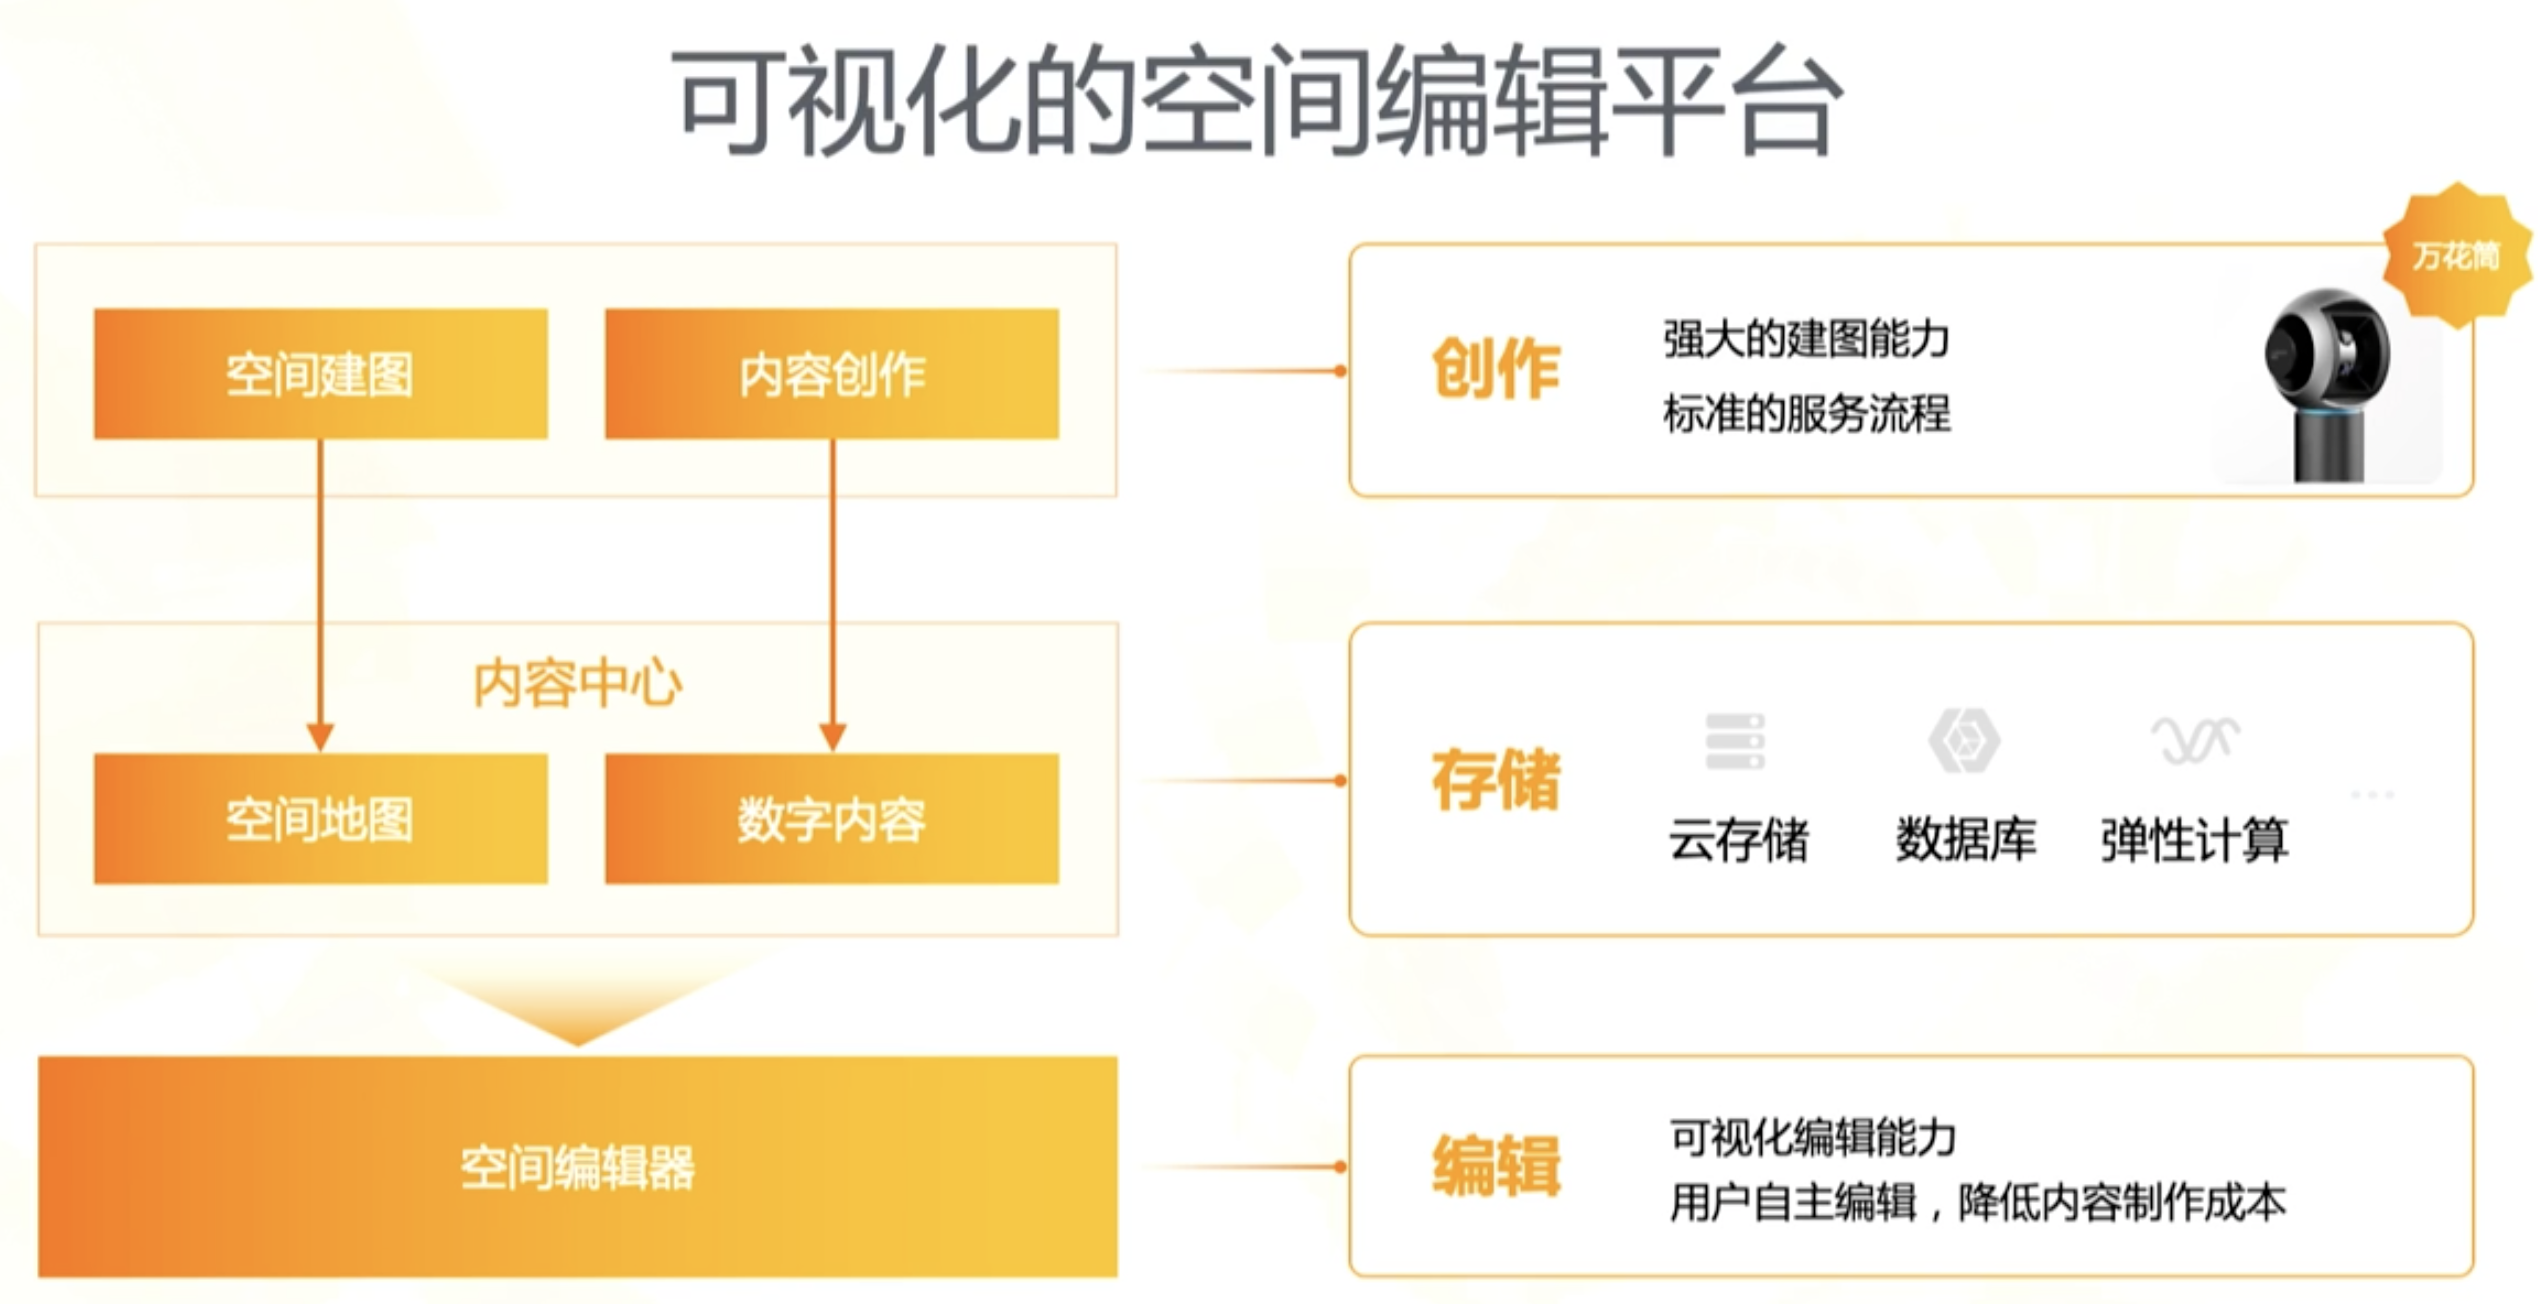 可视化的空间编辑平台
万花筒
空间建图
内容创作
创作
强大的建图能力
标准的服务流程
内容中心
空间地图
数字内容
存储
云存储
数据库
弹性计算
...
空间编辑器
编辑
可视化编辑能力
用户自主编辑，降低内容制作成本